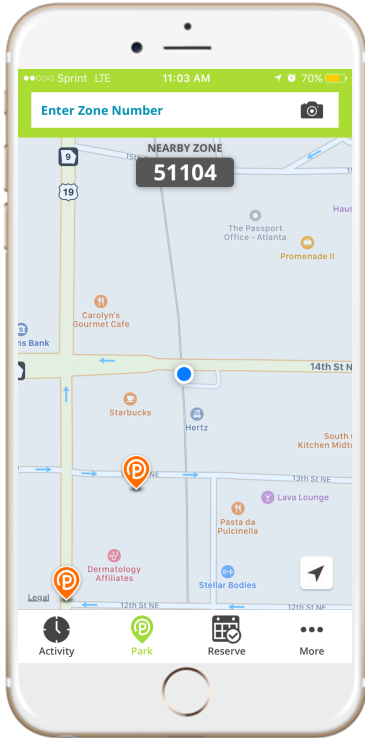 Sprint LTE 11:03 AM 70%
Enter Zone Number
NEARBY ZONE
51104
9
15th
19
The Passport
Office - Atlanta
Haus
Promenade II
Carolyn's
Gourmet Cafe
ns Bank
14th St N
Starbucks
Hertz
South
Kitchen Midto
NE
13th St NE
Lava Lounge
Pasta da
Pulcinella
Dermatology
Affiliates
Stellar Bodies
Legal
12th St NE
12th St NE
Activity
Park
Reserve
More